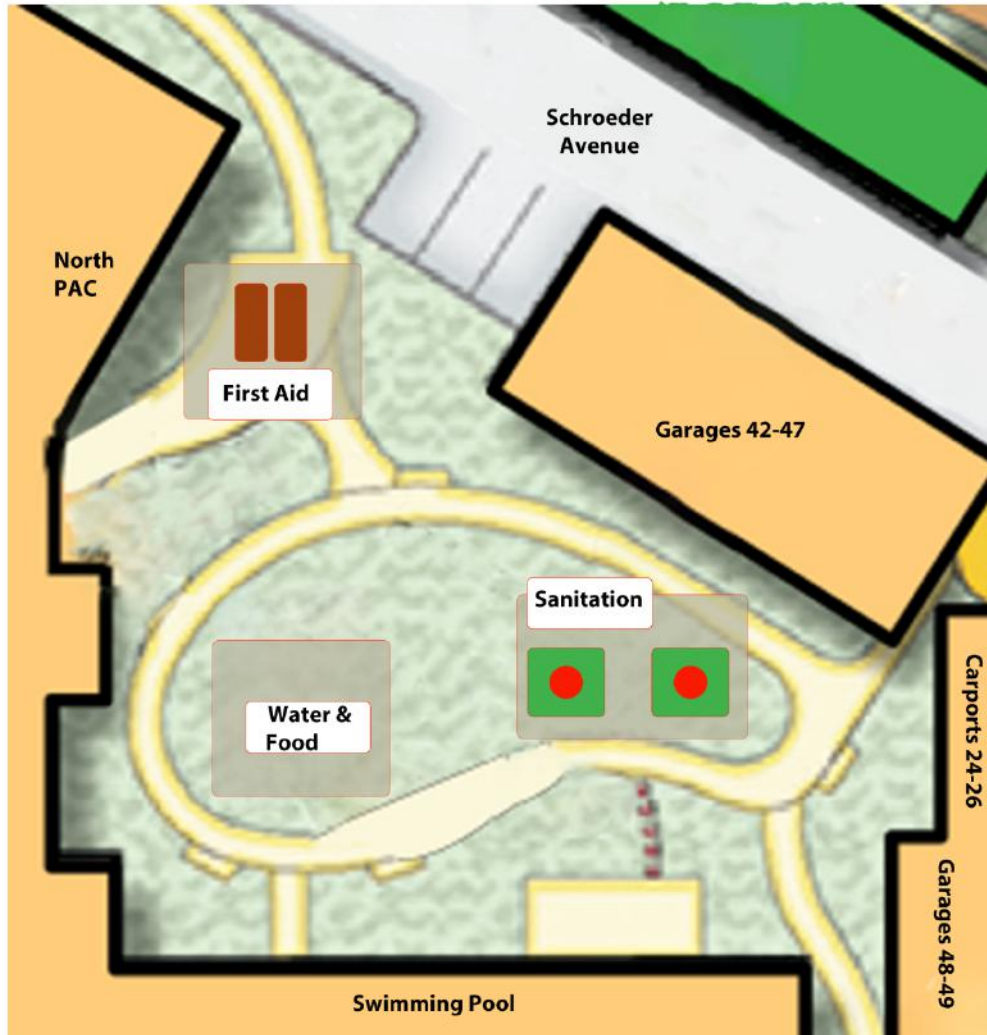 Schroeder
Avenue
North
PAC
First Aid
Garages 42-47
Sanitation
Water &
Food
Carports 24-26
Garages 48-49
Swimming Pool